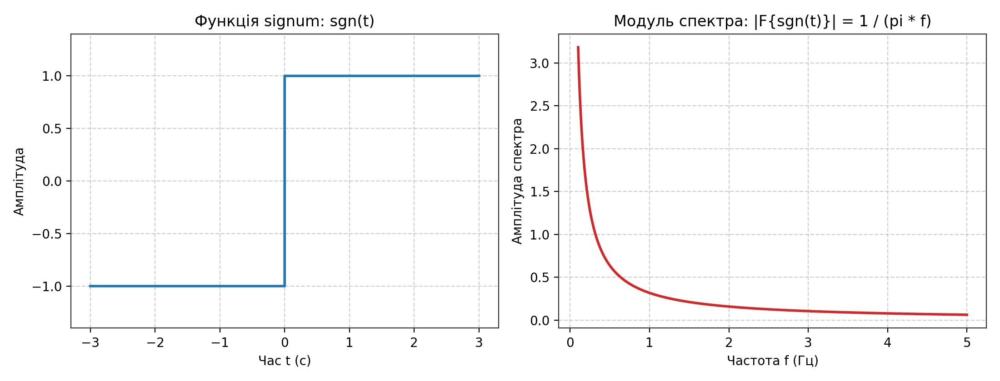 Функція signum: sgn(t)
Амплітуда
1.0
0.5
0.0
−0.5
−1.0
−3 −2 −1 0 1 2 3
Час t (с)
Модуль спектра: |F{sgn(t)}| = 1 / (pi * f)
Амплітуда спектра
3.0
2.5
2.0
1.5
1.0
0.5
0.0
0 1 2 3 4 5
Частота f (Гц)